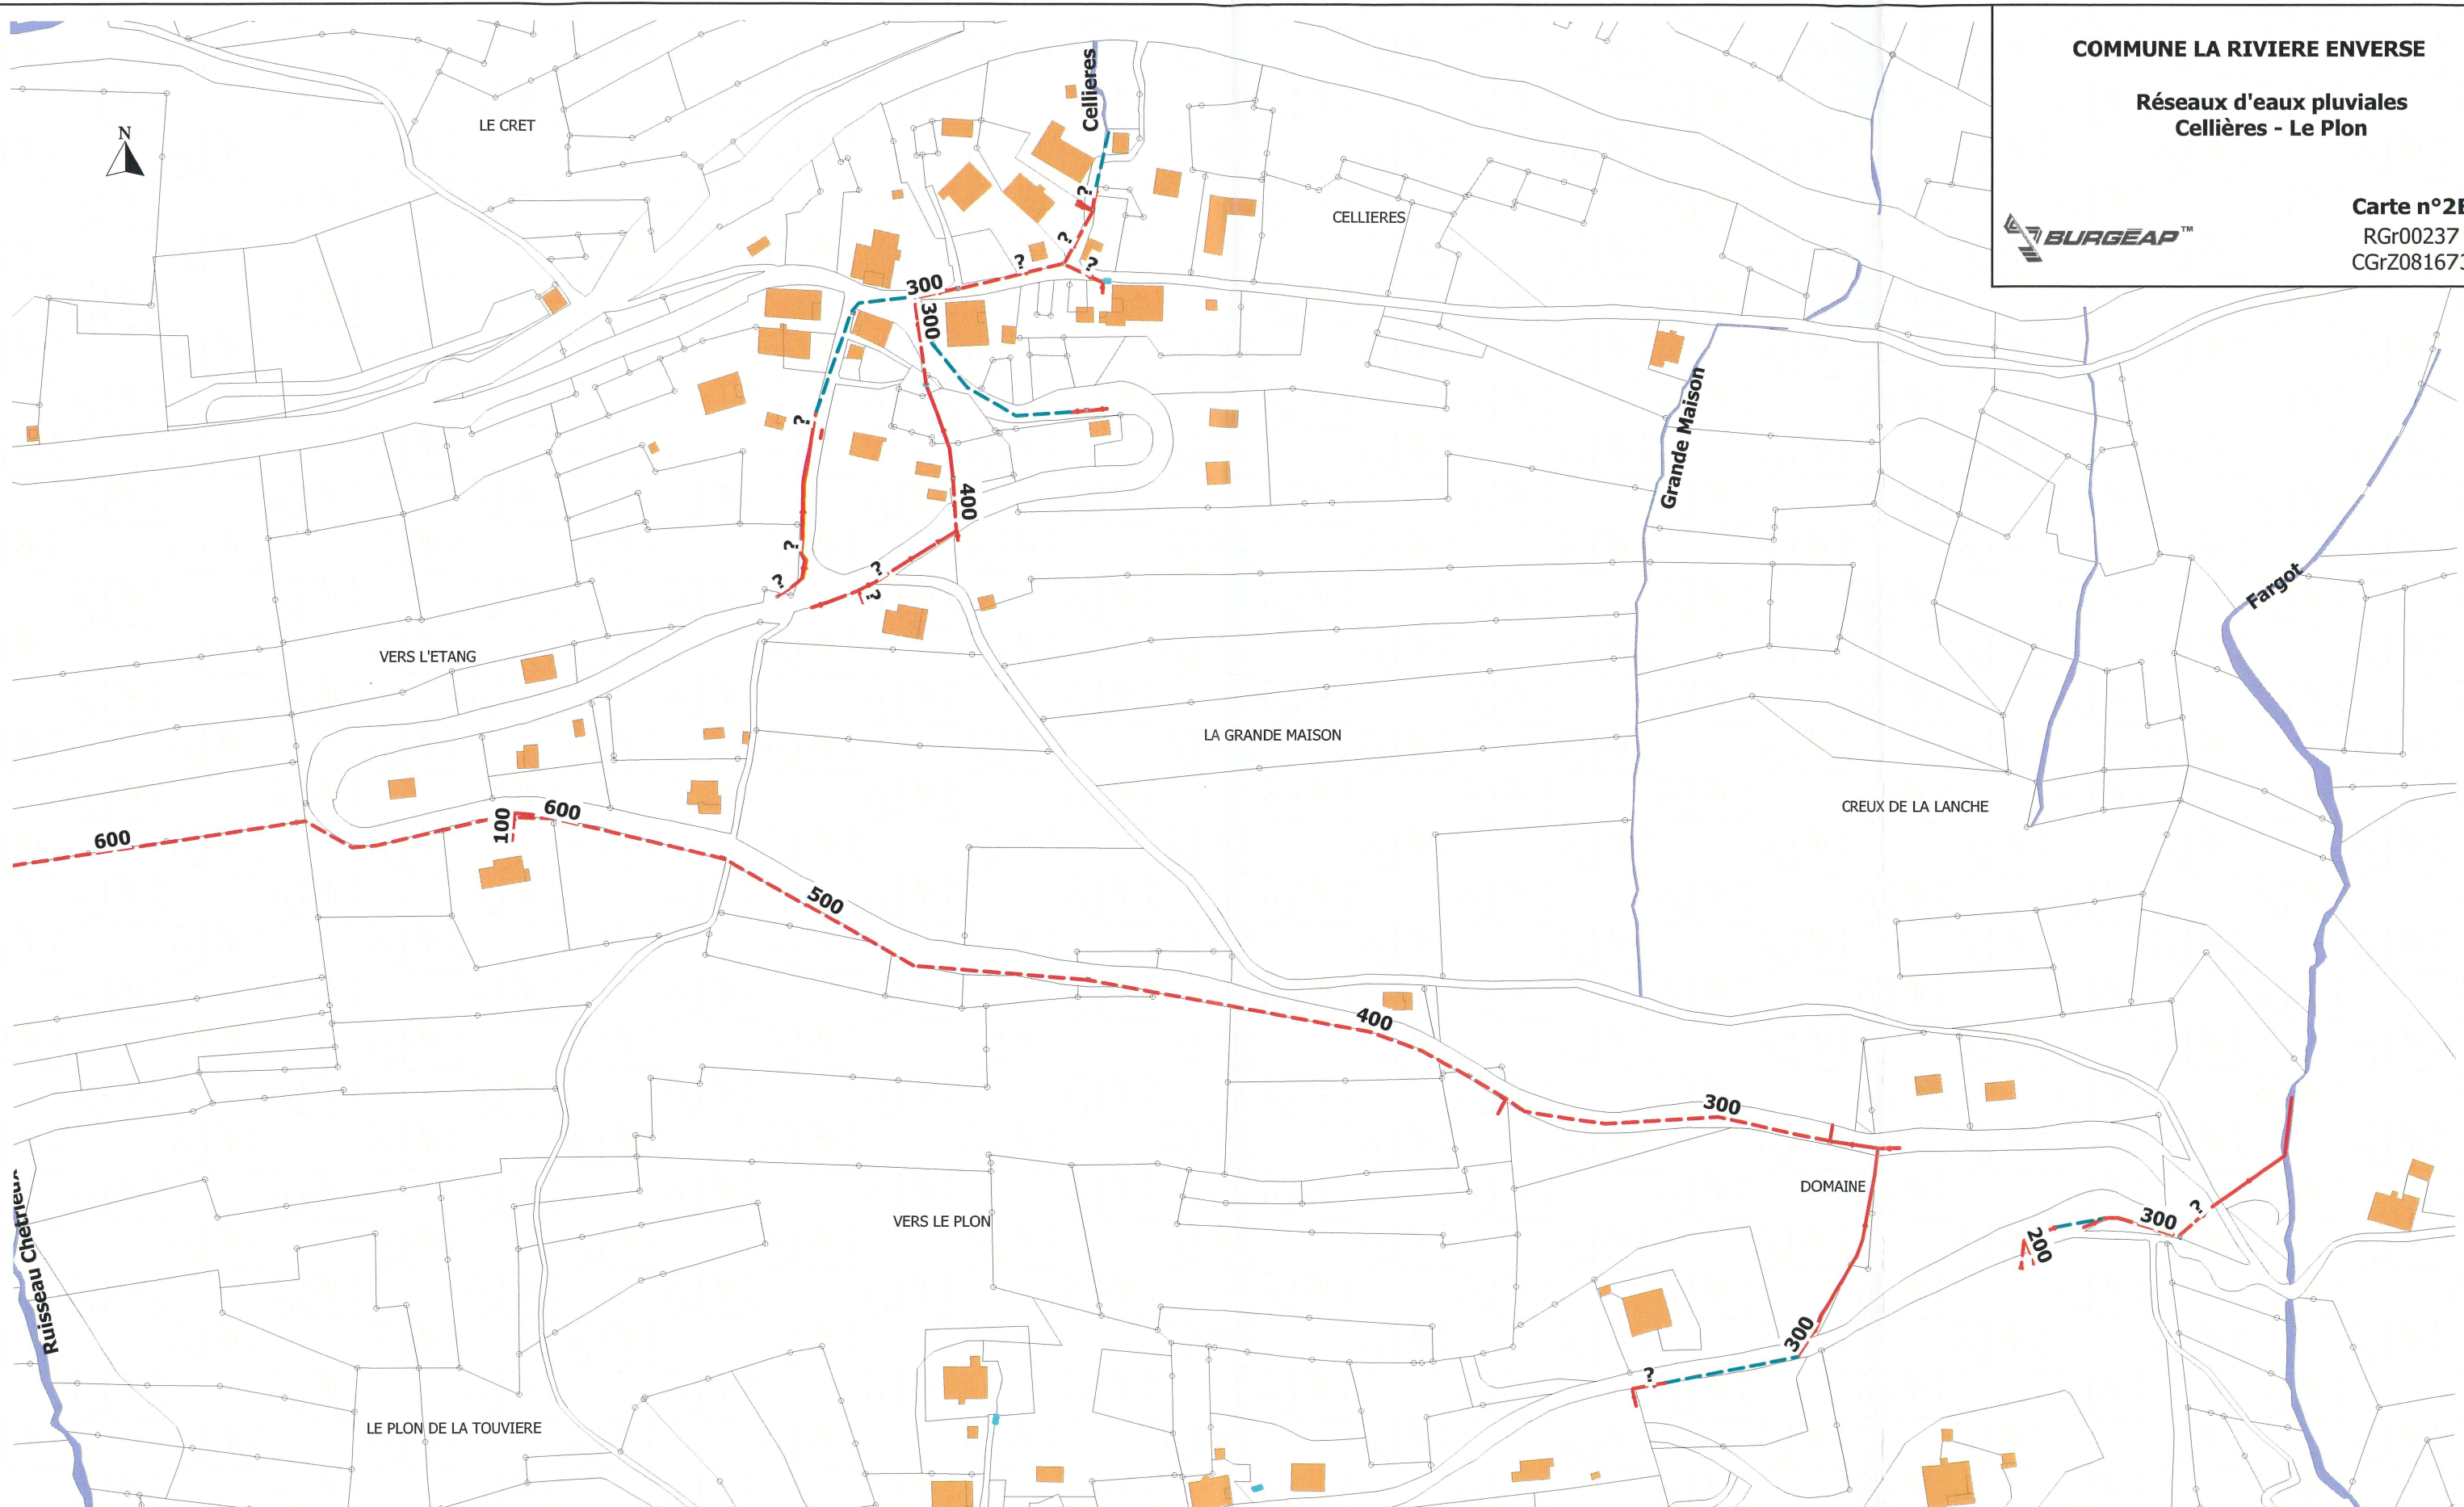 COMMUNE LA RIVIERE ENVERSE
Réseaux d'eaux pluviales
Cellières - Le Plon
Carte n°2
RGr00237
BURGÉAP™
CGrZ08167
N
LE CRET
Cellieres
?
CELLIERES
?
?
?
300
300
Grande Maison
?
400
?
?
?
?
Fargot
VERS L'ETANG
LA GRANDE MAISON
CREUX DE LA LANCHE
600
100
600
500
400
300
DOMAINE
VERS LE PLON
?
300
200
Ruisseau Chetrieux
300
?
LE PLON DE LA TOUVIERE